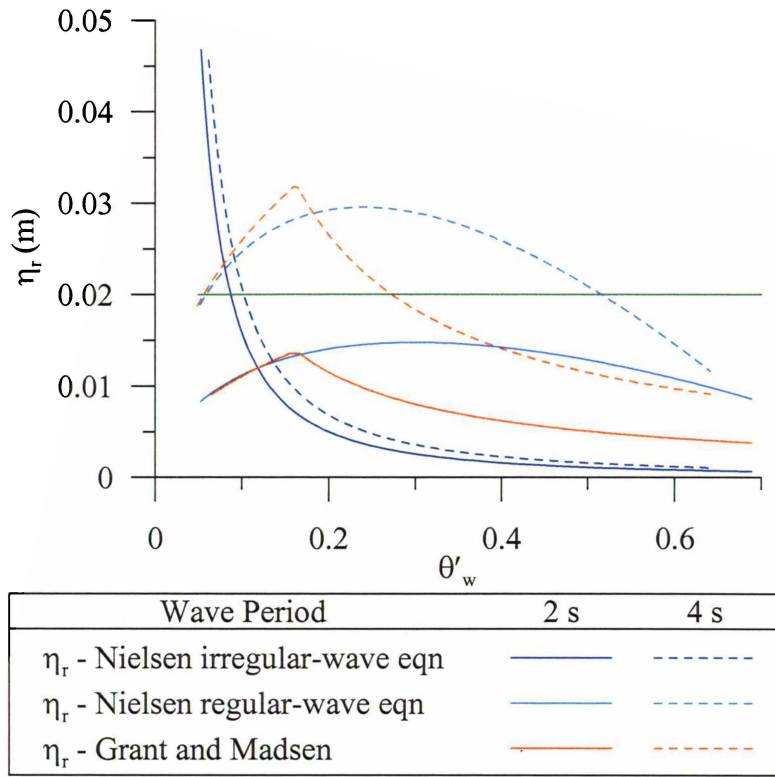 0.05
0.04
0.03
0.02
0.01
0
ηr (m)
0 0.2 0.4 0.6
θ′w
Wave Period 2 s 4 s
ηr - Nielsen irregular-wave eqn
ηr - Nielsen regular-wave eqn
ηr - Grant and Madsen